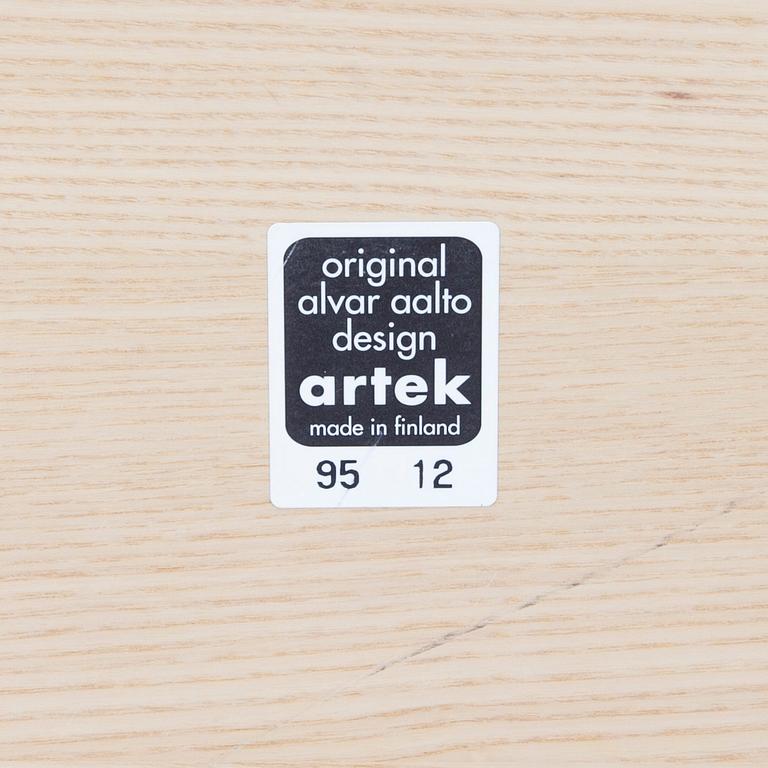 original
alvar aalto
design
artek
made in finland
95 12